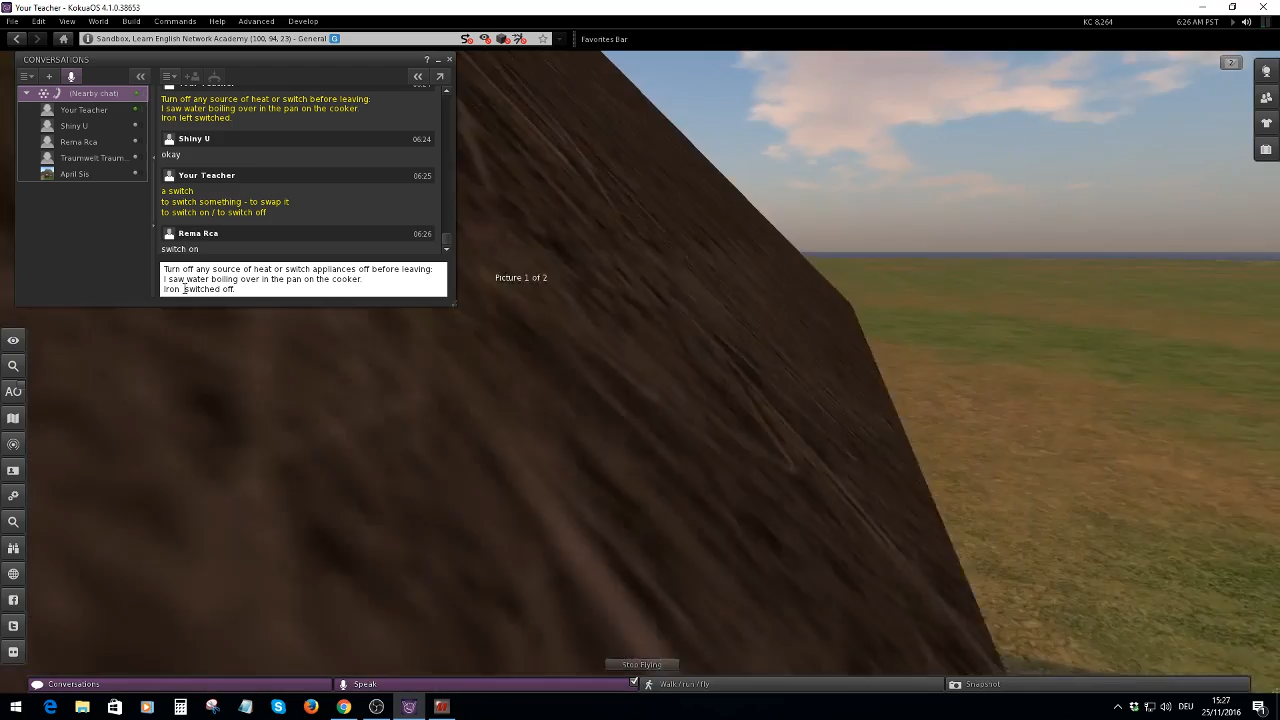 Your Teacher - KokuaOS 4.1.0.38653
File Edit View World Build Commands Help Advanced Develop
KC 8,264
6:26 AM PST
Sandbox, Learn English Network Academy (100, 94, 23) - General
G
Favorites Bar
CONVERSATIONS
(Nearby chat)
Your Teacher
Shiny U
Rema Rca
Traumwelt Traum...
April Sis
Turn off any source of heat or switch before leaving:
I saw water boiling over in the pan on the cooker.
Iron left switched.
Shiny U 06:24
okay
Your Teacher 06:25
a switch
to switch something - to swap it
to switch on / to switch off
Rema Rca 06:26
switch on
Turn off any source of heat or switch appliances off before leaving:
I saw water boiling over in the pan on the cooker.
Iron switched off.
Picture 1 of 2
Stop Flying
Conversations
Speak
Walk / run / fly
Snapshot
DEU
15:27
25/11/2016